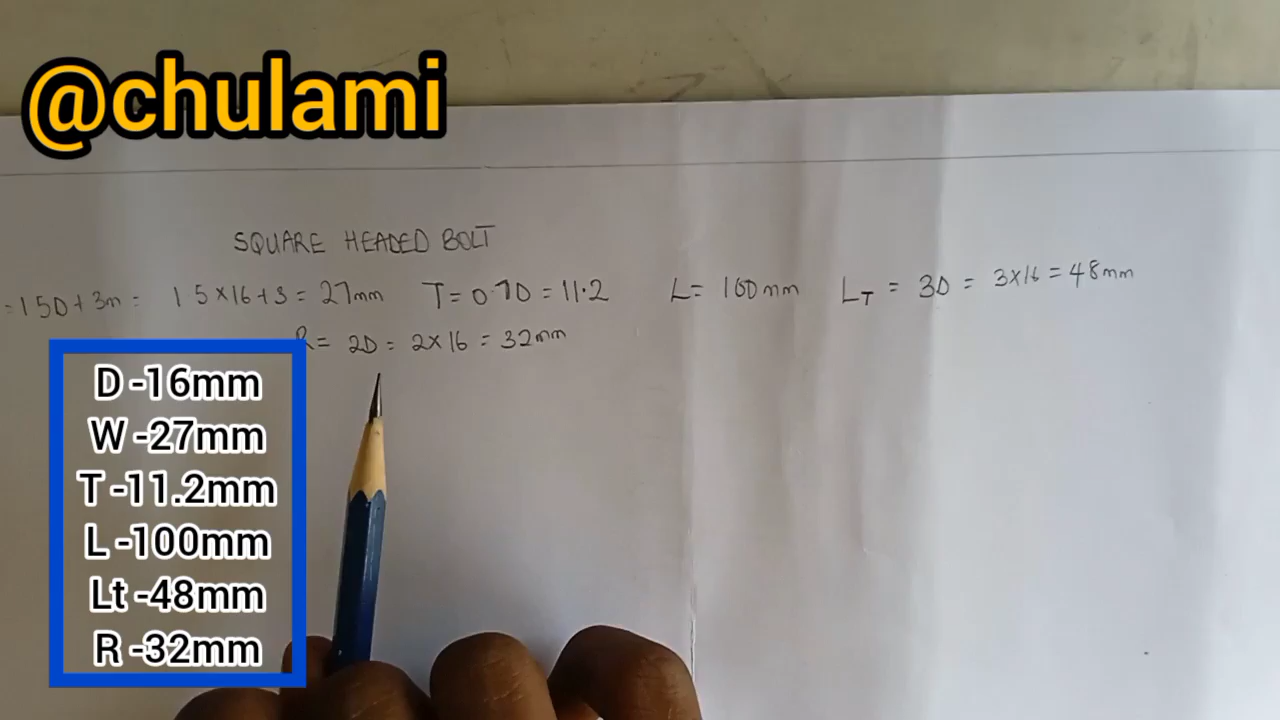 @chulami
SQUARE HEADED BOLT
= 1.5D + 3m = 1.5 × 16 + 3 = 27mm T = 0.7D = 11.2 L = 100mm LT = 3D = 3×16 = 48mm
R = 2D = 2×16 = 32mm
D -16mm
W -27mm
T -11.2mm
L -100mm
Lt -48mm
R -32mm